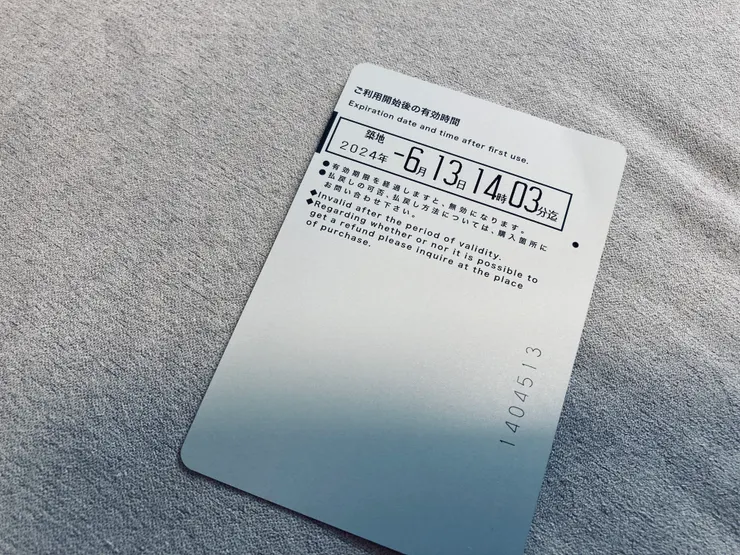 ご利用開始後の有効時間
Expiration date and time after first use.
築地
2024年 -6月13日14時03分迄
●有効期限を経過しますと、無効になります。
●払戻しの可否、払戻し方法については、購入箇所に
お問い合わせ下さい。
◆Invalid after the period of validity.
◆Regarding whether or nor it is possible to
get a refund please inquire at the place
of purchase.
1404513